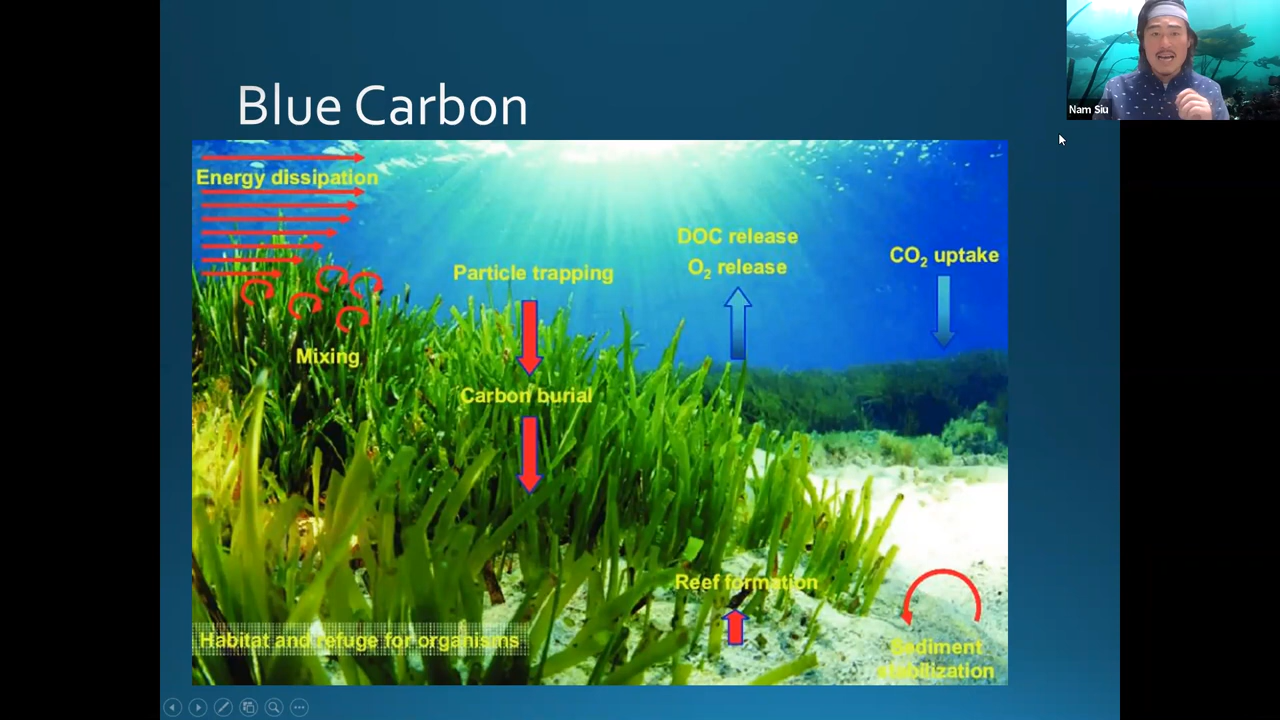 Blue Carbon
Nam Siu
Energy dissipation
DOC release
O₂ release
CO₂ uptake
Particle trapping
Mixing
Carbon burial
Reef formation
Habitat and refuge for organisms
Sediment
stabilization